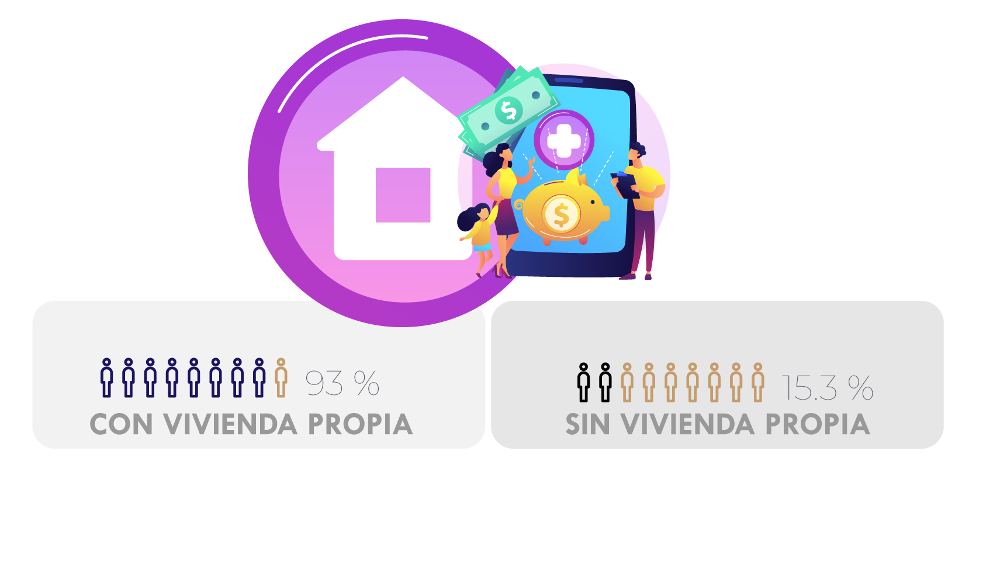 93 %
CON VIVIENDA PROPIA
15.3 %
SIN VIVIENDA PROPIA
$
$